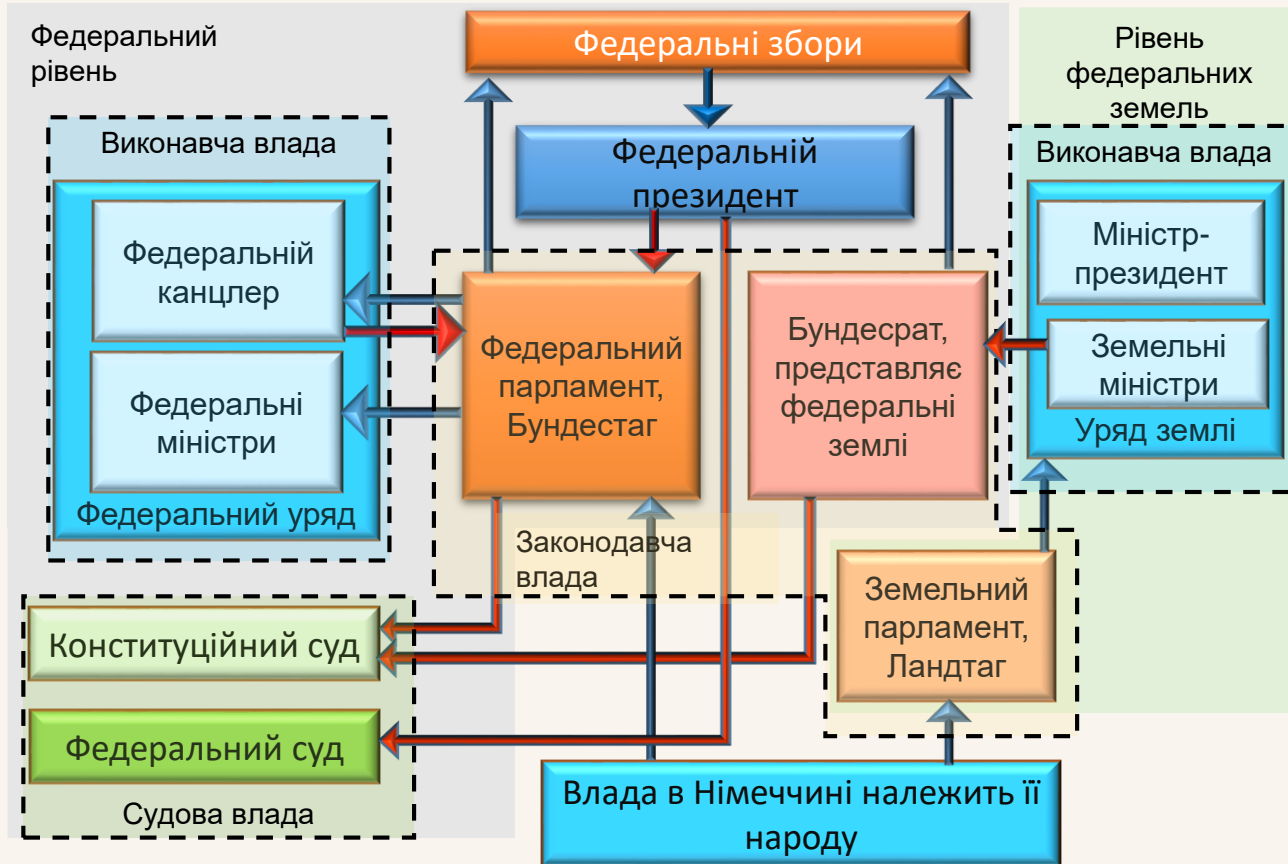 Федеральний
рівень
Федеральні збори
Рівень
федеральних
земель
Виконавча влада
Федеральній
президент
Виконавча влада
Федеральній
канцлер
Федеральні
міністри
Федеральний уряд
Федеральний
парламент,
Бундестаг
Бундесрат,
представляє
федеральні
землі
Міністр-
президент
Земельні
міністри
Уряд землі
Законодавча
влада
Земельний
парламент,
Ландтаг
Конституційний суд
Федеральний суд
Судова влада
Влада в Німеччині належить її
народу